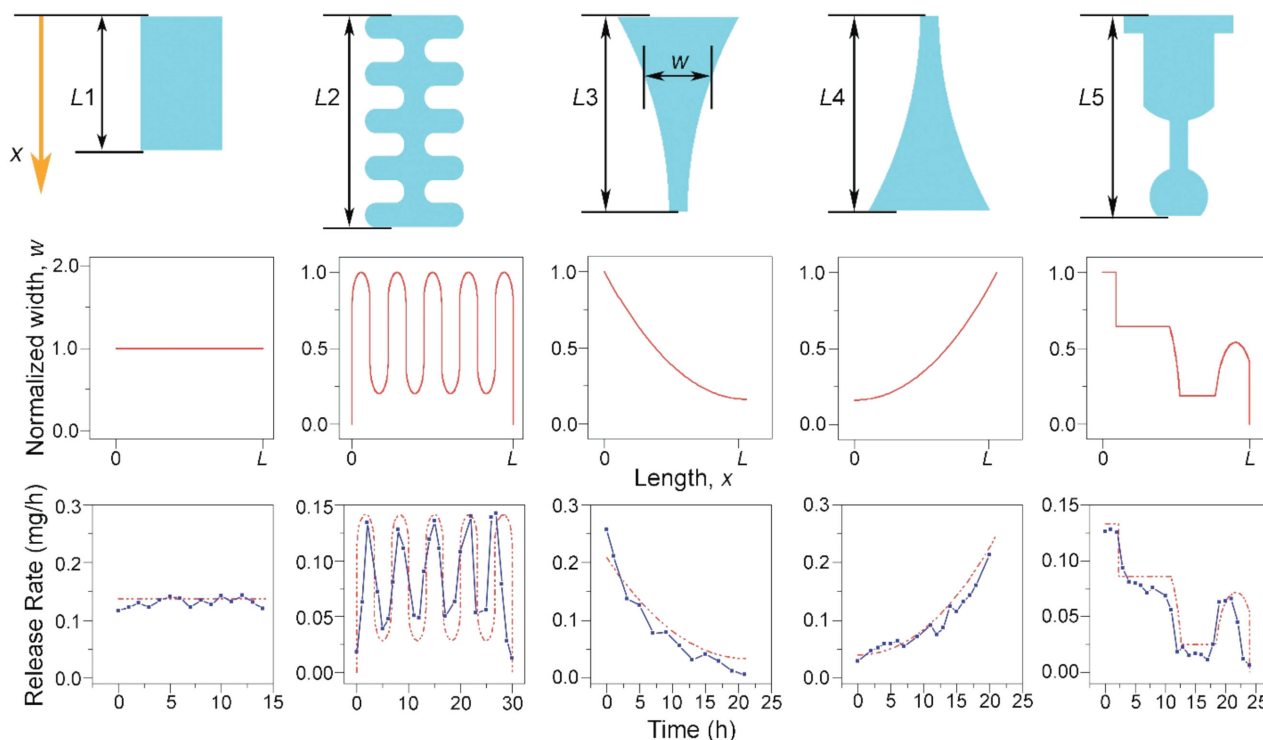 L1
L2
L3
w
L4
L5
x
Normalized width, w
2.0
1.0
0.0
0
L
1.0
0.5
0.0
0
L
1.0
0.5
0.0
0
L
1.0
0.5
0.0
0
L
1.0
0.5
0.0
0
L
Length, x
Release Rate (mg/h)
0.3
0.2
0.1
0.0
0 5 10 15
0.15
0.10
0.05
0.00
0 10 20 30
0.3
0.2
0.1
0.0
0 5 10 15 20 25
0.3
0.2
0.1
0.0
0 5 10 15 20 25
0.15
0.10
0.05
0.00
0 5 10 15 20 25
Time (h)